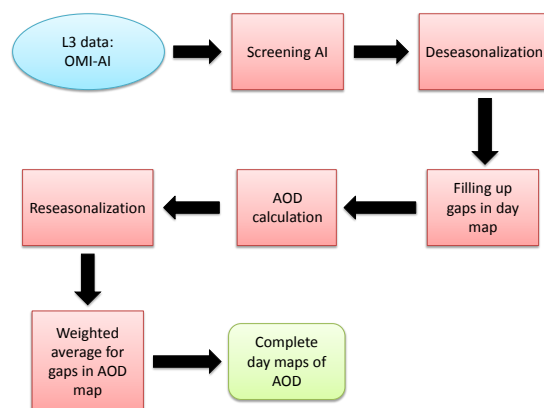 L3 data:
OMI-AI
Screening AI
Deseasonalization
Filling up
gaps in day
map
AOD
calculation
Reseasonalization
Weighted
average for
gaps in AOD
map
Complete
day maps of
AOD